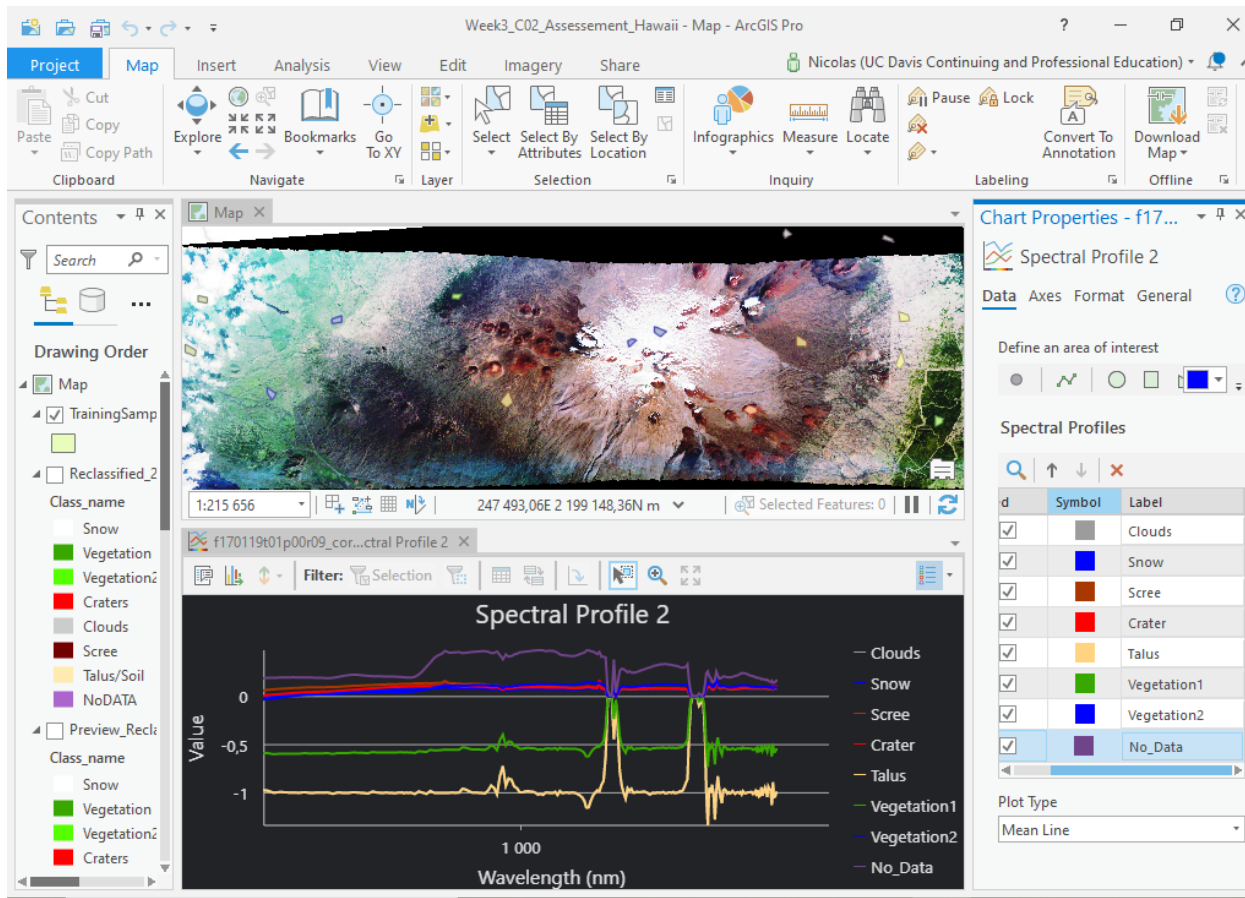 Week3_C02_Assessement_Hawaii - Map - ArcGIS Pro
?
Project Map Insert Analysis View Edit Imagery Share
Nicolas (UC Davis Continuing and Professional Education)
Paste
Cut
Copy
Copy Path
Clipboard
Explore
Bookmarks
Go
To XY
Navigate
Layer
Select
Select By
Attributes
Select By
Location
Selection
Infographics
Measure
Locate
Inquiry
Pause
Lock
Convert To
Annotation
Labeling
Download
Map
Offline
Contents
Search
Drawing Order
Map
TrainingSamp
Reclassified_2
Class_name
Snow
Vegetation
Vegetation2
Craters
Clouds
Scree
Talus/Soil
NoDATA
Preview_Recla
Class_name
Snow
Vegetation
Vegetation2
Craters
Map
1:215 656
247 493,06E 2 199 148,36N m
Selected Features: 0
f170119t01p00r09_cor...ctral Profile 2
Filter:
Selection
Spectral Profile 2
Value
0
-0,5
-1
1 000
Wavelength (nm)
Clouds
Snow
Scree
Crater
Talus
Vegetation1
Vegetation2
No_Data
Chart Properties - f17...
Spectral Profile 2
Data Axes Format General
?
Define an area of interest
Spectral Profiles
d Symbol Label
Clouds
Snow
Scree
Crater
Talus
Vegetation1
Vegetation2
No_Data
Plot Type
Mean Line